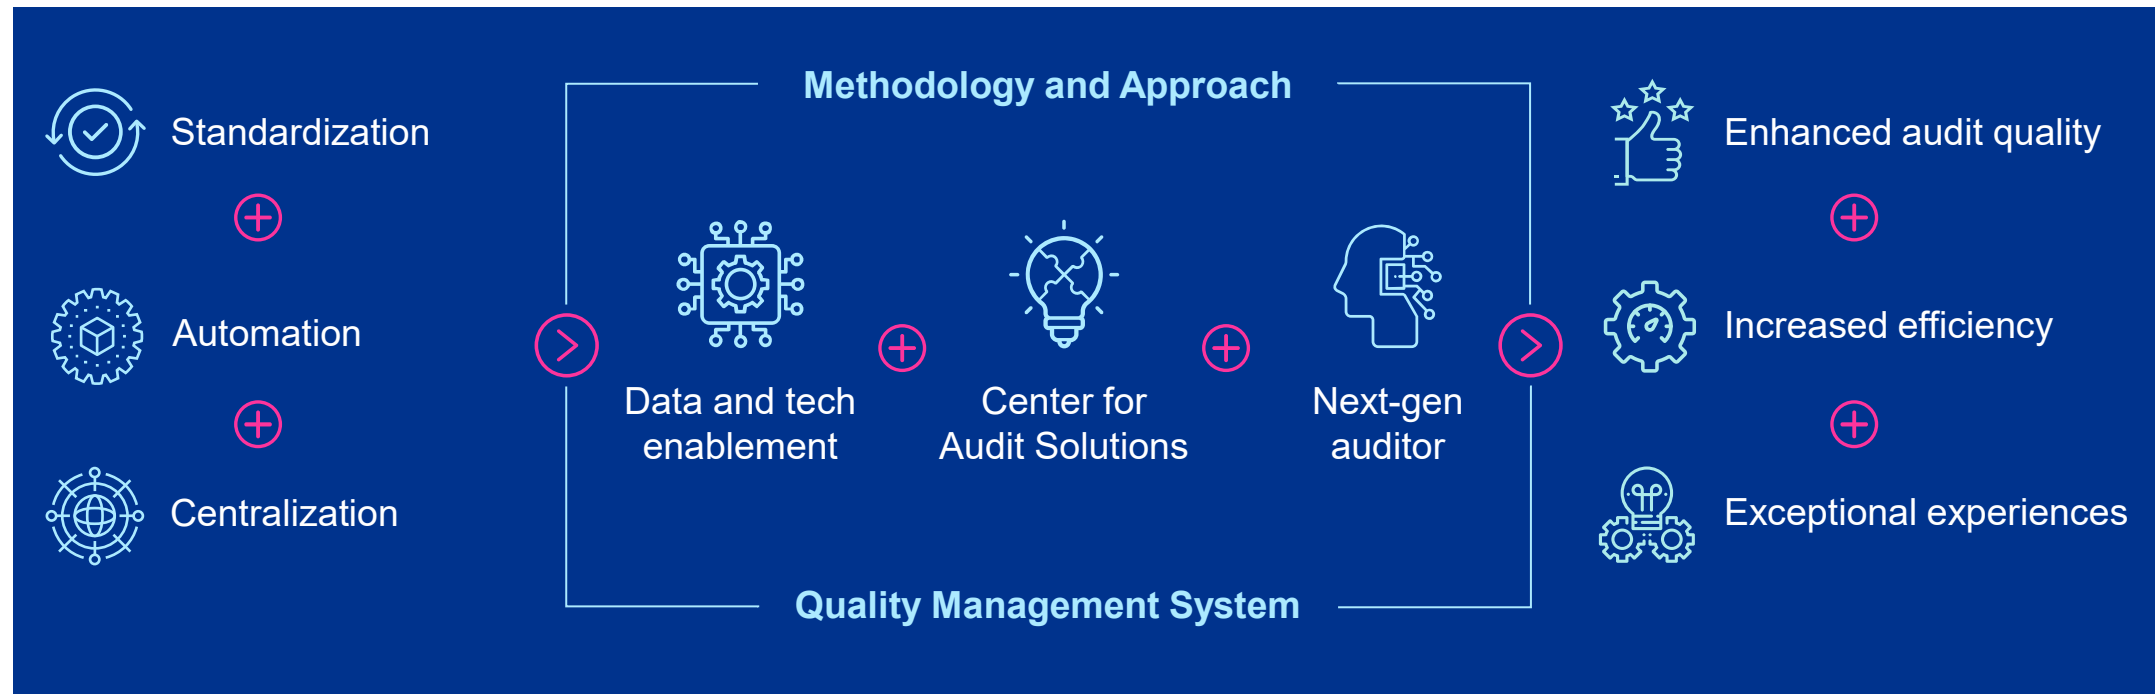 Standardization
Automation
Centralization
Methodology and Approach
Data and tech
enablement
Center for
Audit Solutions
Next-gen
auditor
Quality Management System
Enhanced audit quality
Increased efficiency
Exceptional experiences